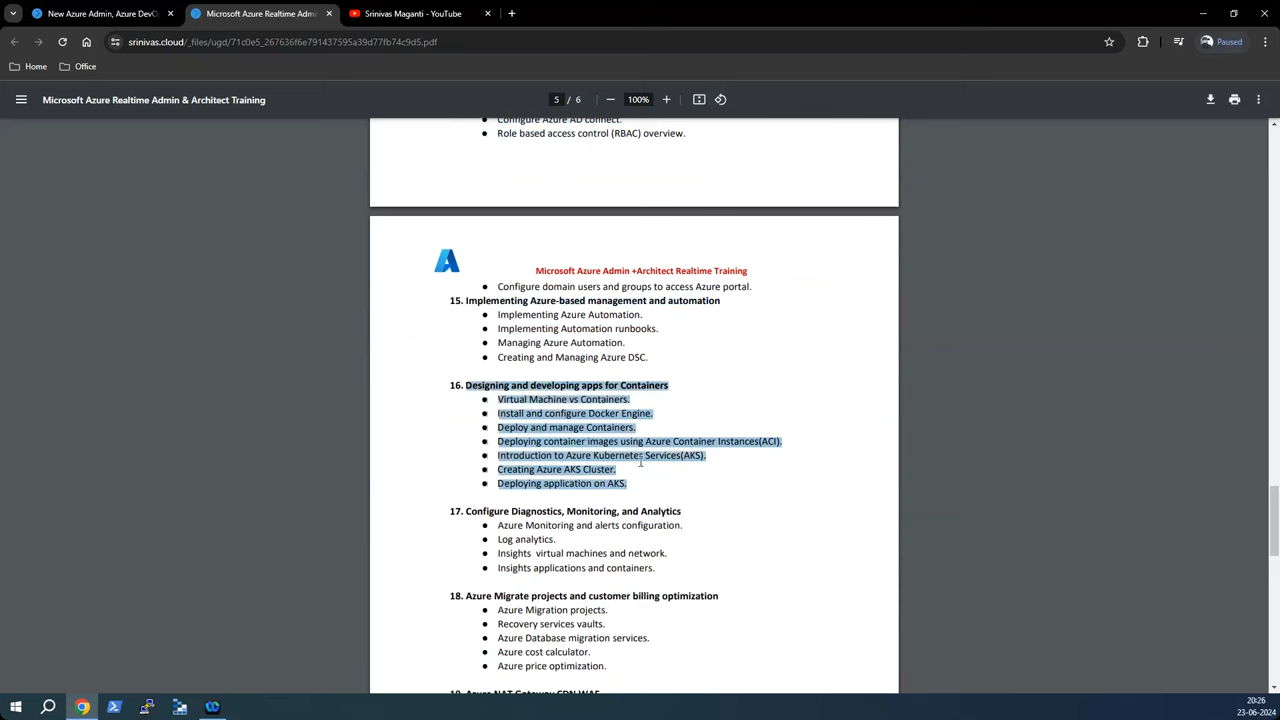 New Azure Admin, Azure DevO
Microsoft Azure Realtime Admi
Srinivas Maganti - YouTube
srinivas.cloud/_files/ugd/71c0e5_267636f6e791437595a39d77fb74c9d5.pdf
Paused
Home
Office
Microsoft Azure Realtime Admin & Architect Training
5 / 6
100%
● Configure Azure AD connect.
● Role based access control (RBAC) overview.
Microsoft Azure Admin +Architect Realtime Training
● Configure domain users and groups to access Azure portal.
15. Implementing Azure-based management and automation
● Implementing Azure Automation.
● Implementing Automation runbooks.
● Managing Azure Automation.
● Creating and Managing Azure DSC.
16. Designing and developing apps for Containers
● Virtual Machine vs Containers.
● Install and configure Docker Engine.
● Deploy and manage Containers.
● Deploying container images using Azure Container Instances(ACI).
● Introduction to Azure Kubernetes Services(AKS).
● Creating Azure AKS Cluster.
● Deploying application on AKS.
17. Configure Diagnostics, Monitoring, and Analytics
● Azure Monitoring and alerts configuration.
● Log analytics.
● Insights virtual machines and network.
● Insights applications and containers.
18. Azure Migrate projects and customer billing optimization
● Azure Migration projects.
● Recovery services vaults.
● Azure Database migration services.
● Azure cost calculator.
● Azure price optimization.
19. Azure NAT Gateway CDN WAF
20:26
23-06-2024